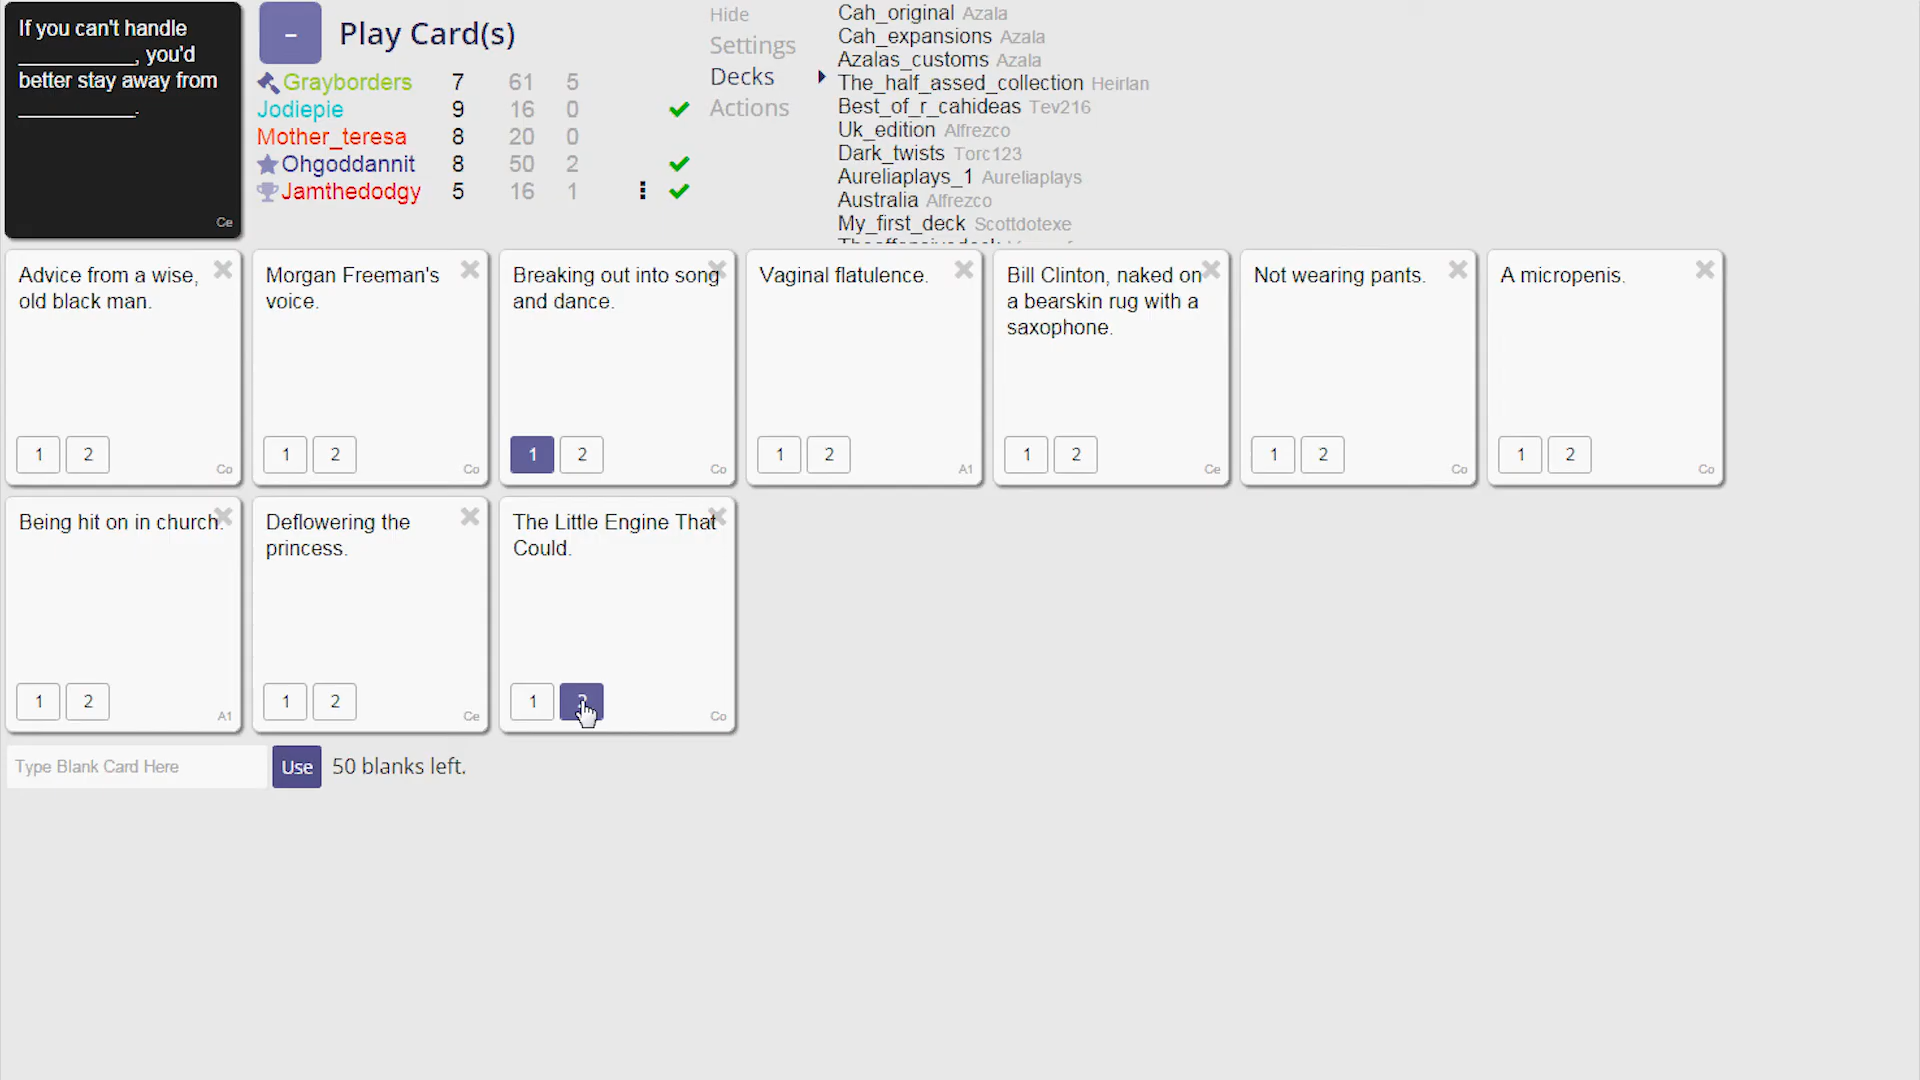 If you can't handle
__________, you'd
better stay away from
__________.
Ce
–
Play Card(s)
Grayborders 7 61 5
Jodiepie 9 16 0
Mother_teresa 8 20 0
Ohgoddannit 8 50 2
Jamthedodgy 5 16 1
Hide
Settings
Decks
Actions
Cah_original Azala
Cah_expansions Azala
Azalas_customs Azala
The_half_assed_collection Heirlan
Best_of_r_cahideas Tev216
Uk_edition Alfrezco
Dark_twists Torc123
Aureliaplays_1 Aureliaplays
Australia Alfrezco
My_first_deck Scottdotexe
Advice from a wise,
old black man.
1 2
Co
Morgan Freeman's
voice.
1 2
Co
Breaking out into song
and dance.
1 2
Co
Vaginal flatulence.
1 2
A1
Bill Clinton, naked on
a bearskin rug with a
saxophone.
1 2
Ce
Not wearing pants.
1 2
Co
A micropenis.
1 2
Co
Being hit on in church.
1 2
A1
Deflowering the
princess.
1 2
Ce
The Little Engine That
Could.
1 2
Co
Type Blank Card Here
Use
50 blanks left.